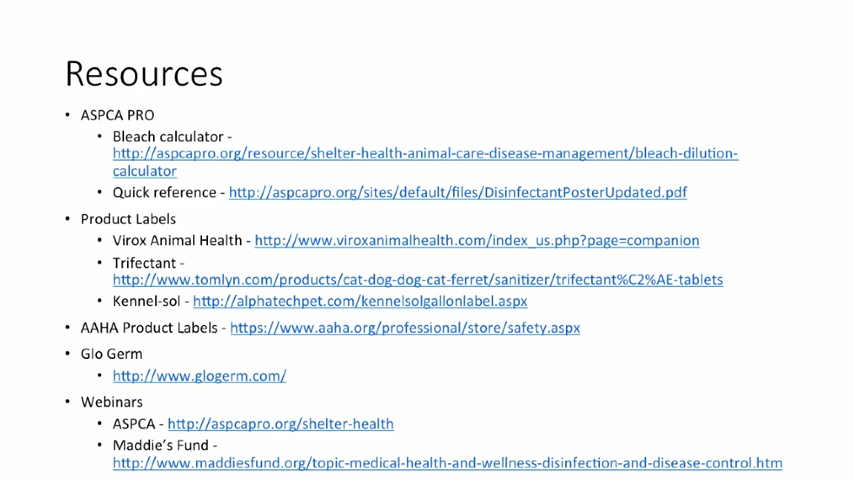 Resources
• ASPCA PRO
• Bleach calculator -
http://aspcapro.org/resource/shelter-health-animal-care-disease-management/bleach-dilution-
calculator
• Quick reference - http://aspcapro.org/sites/default/files/DisinfectantPosterUpdated.pdf
• Product Labels
• Virox Animal Health - http://www.viroxanimalhealth.com/index_us.php?page=companion
• Trifectant -
http://www.tomlyn.com/products/cat-dog-dog-cat-ferret/sanitizer/trifectant%C2%AE-tablets
• Kennel-sol - http://alphatechpet.com/kennelsolgallonlabel.aspx
• AAHA Product Labels - https://www.aaha.org/professional/store/safety.aspx
• Glo Germ
• http://www.glogerm.com/
• Webinars
• ASPCA - http://aspcapro.org/shelter-health
• Maddie's Fund -
http://www.maddiesfund.org/topic-medical-health-and-wellness-disinfection-and-disease-control.htm